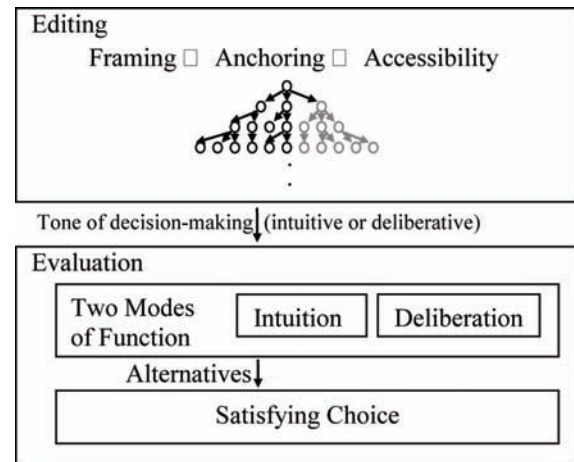 Editing
Framing □ Anchoring □ Accessibility
.
.
Tone of decision-making (intuitive or deliberative)
Evaluation
Two Modes
of Function
Intuition
Deliberation
Alternatives
Satisfying Choice